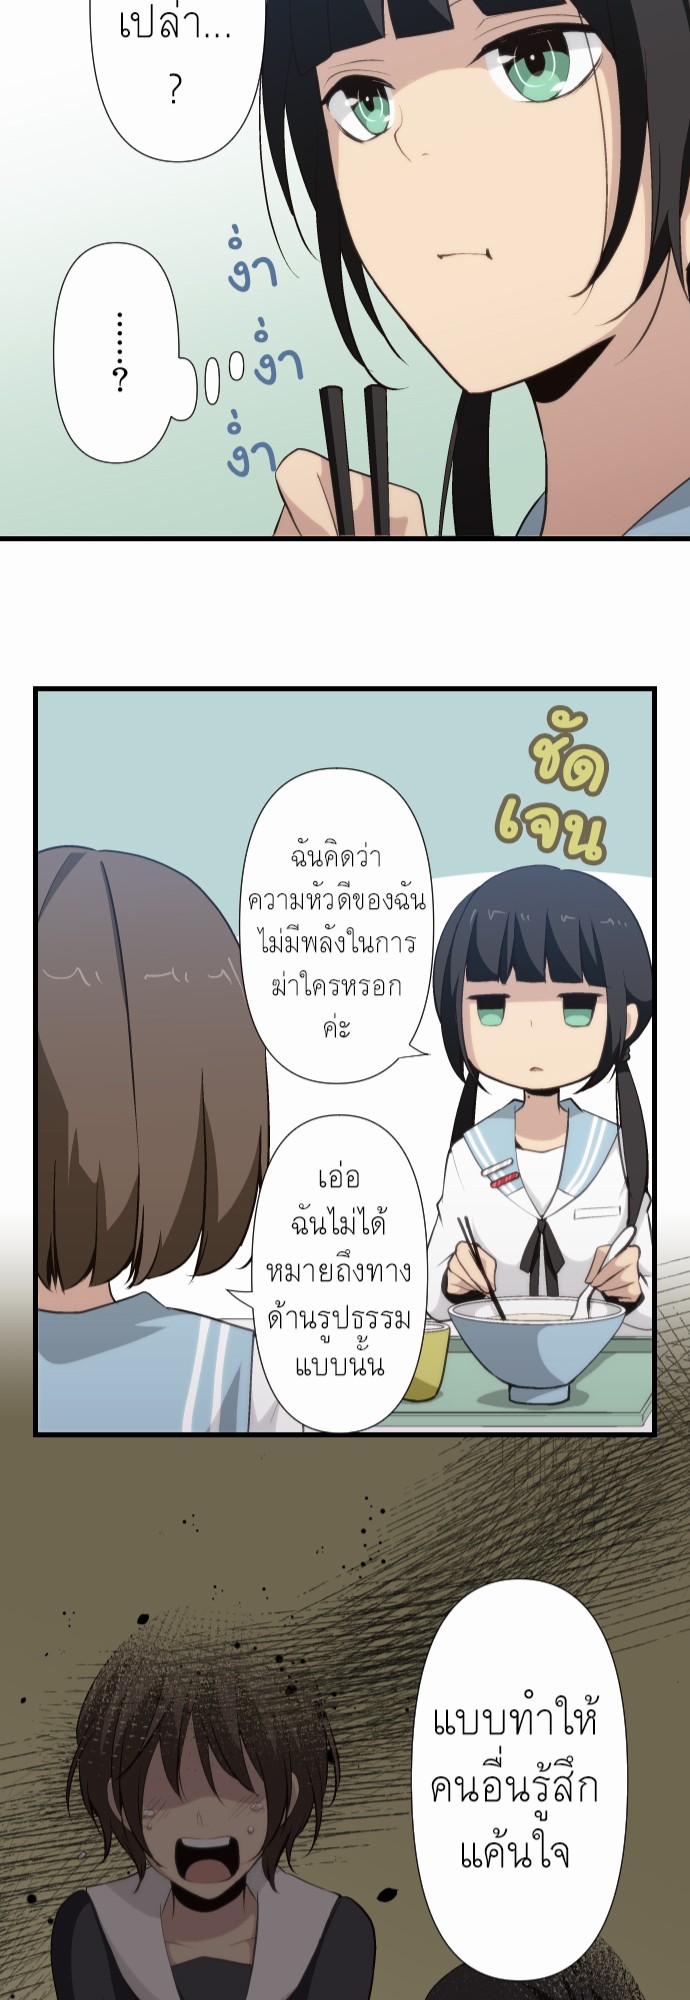 เปล่า...
?
.......?
ง่ำ
ง่ำ
ง่ำ
ชัด
เจน
ฉันคิดว่า
ความหัวดีของฉัน
ไม่มีพลังในการ
ฆ่าใครหรอก
ค่ะ
เอ่อ
ฉันไม่ได้
หมายถึงทาง
ด้านรูปธรรม
แบบนั้น
แบบทำให้
คนอื่นรู้สึก
แค้นใจ